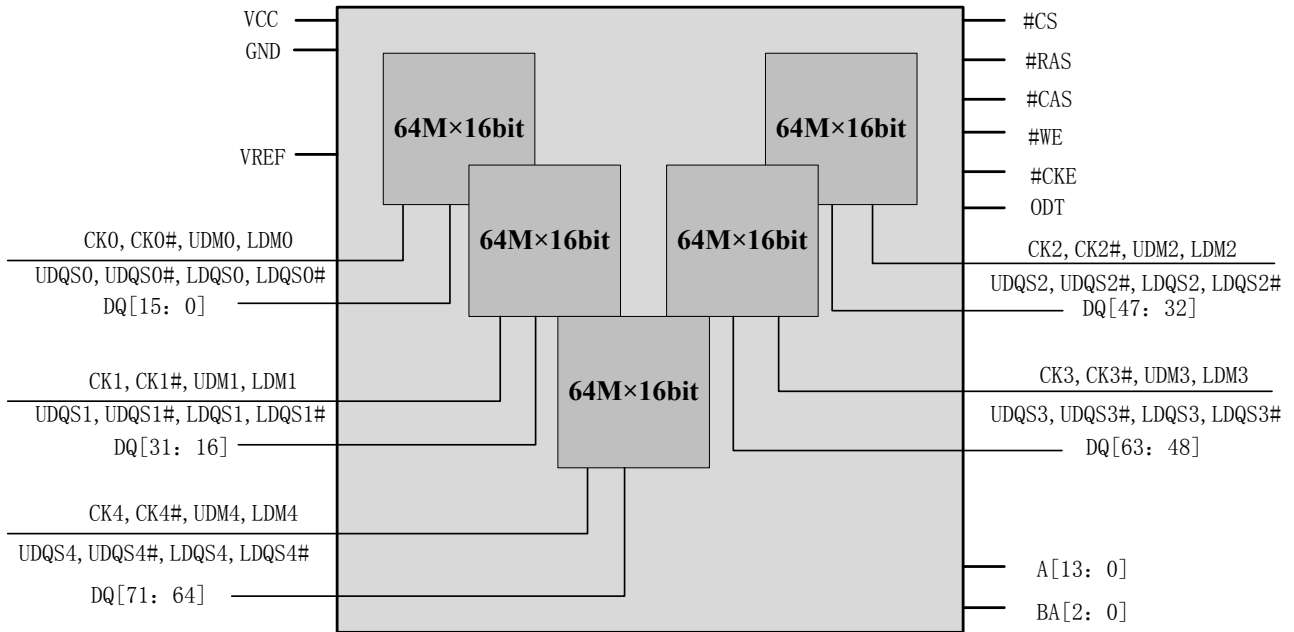 VCC
GND
VREF
#CS
#RAS
#CAS
#WE
#CKE
ODT
64M×16bit
64M×16bit
64M×16bit
64M×16bit
64M×16bit
CK0, CK0#, UDM0, LDM0
UDQS0, UDQS0#, LDQS0, LDQS0#
DQ[15: 0]
CK1, CK1#, UDM1, LDM1
UDQS1, UDQS1#, LDQS1, LDQS1#
DQ[31: 16]
CK4, CK4#, UDM4, LDM4
UDQS4, UDQS4#, LDQS4, LDQS4#
DQ[71: 64]
CK2, CK2#, UDM2, LDM2
UDQS2, UDQS2#, LDQS2, LDQS2#
DQ[47: 32]
CK3, CK3#, UDM3, LDM3
UDQS3, UDQS3#, LDQS3, LDQS3#
DQ[63: 48]
A[13: 0]
BA[2: 0]